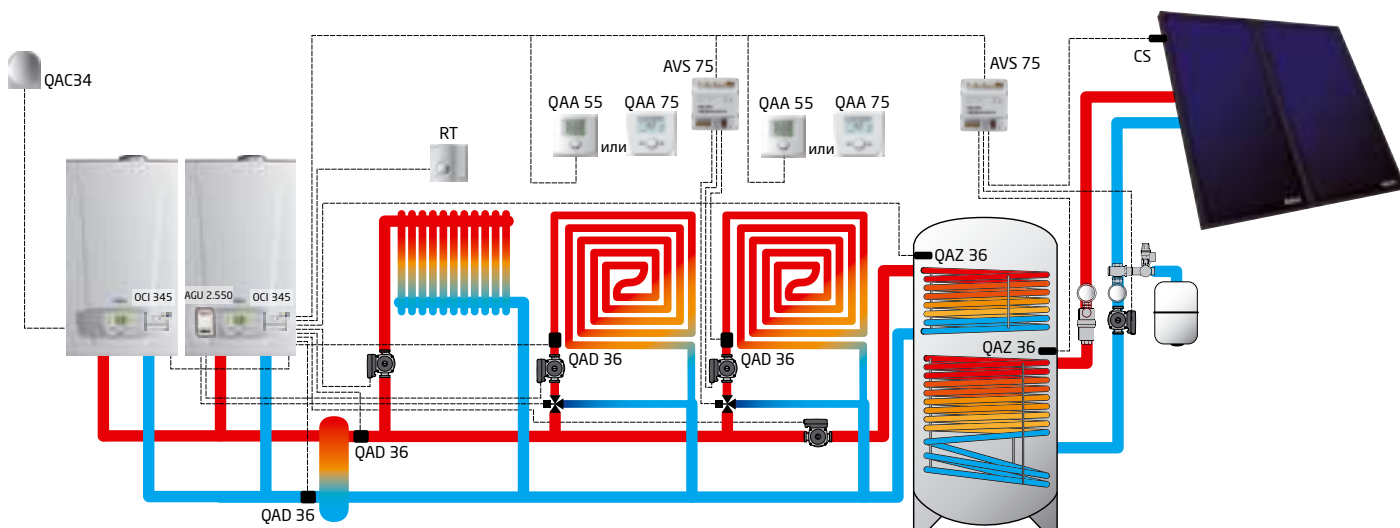 QAC34
RT
QAA 55
или
QAA 75
AVS 75
QAA 55
или
QAA 75
AVS 75
CS
OCI 345
AGU 2.550
OCI 345
QAZ 36
QAD 36
QAD 36
QAZ 36
QAD 36
QAD 36